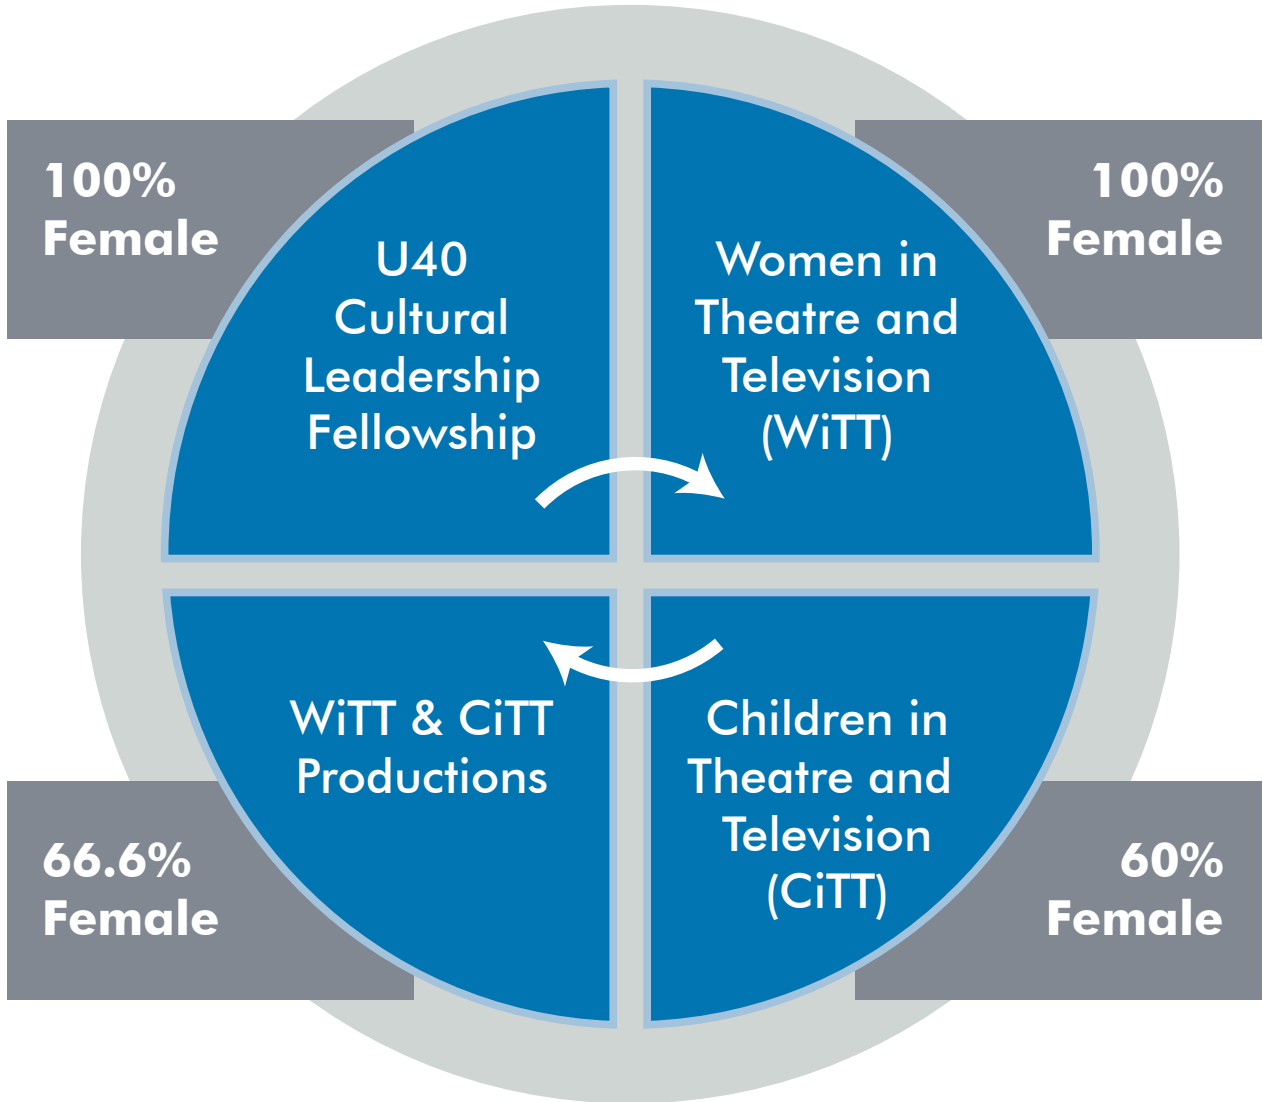 100%
Female
U40
Cultural
Leadership
Fellowship
Women in
Theatre and
Television
(WiTT)
100%
Female
66.6%
Female
WiTT & CiTT
Productions
Children in
Theatre and
Television
(CiTT)
60%
Female